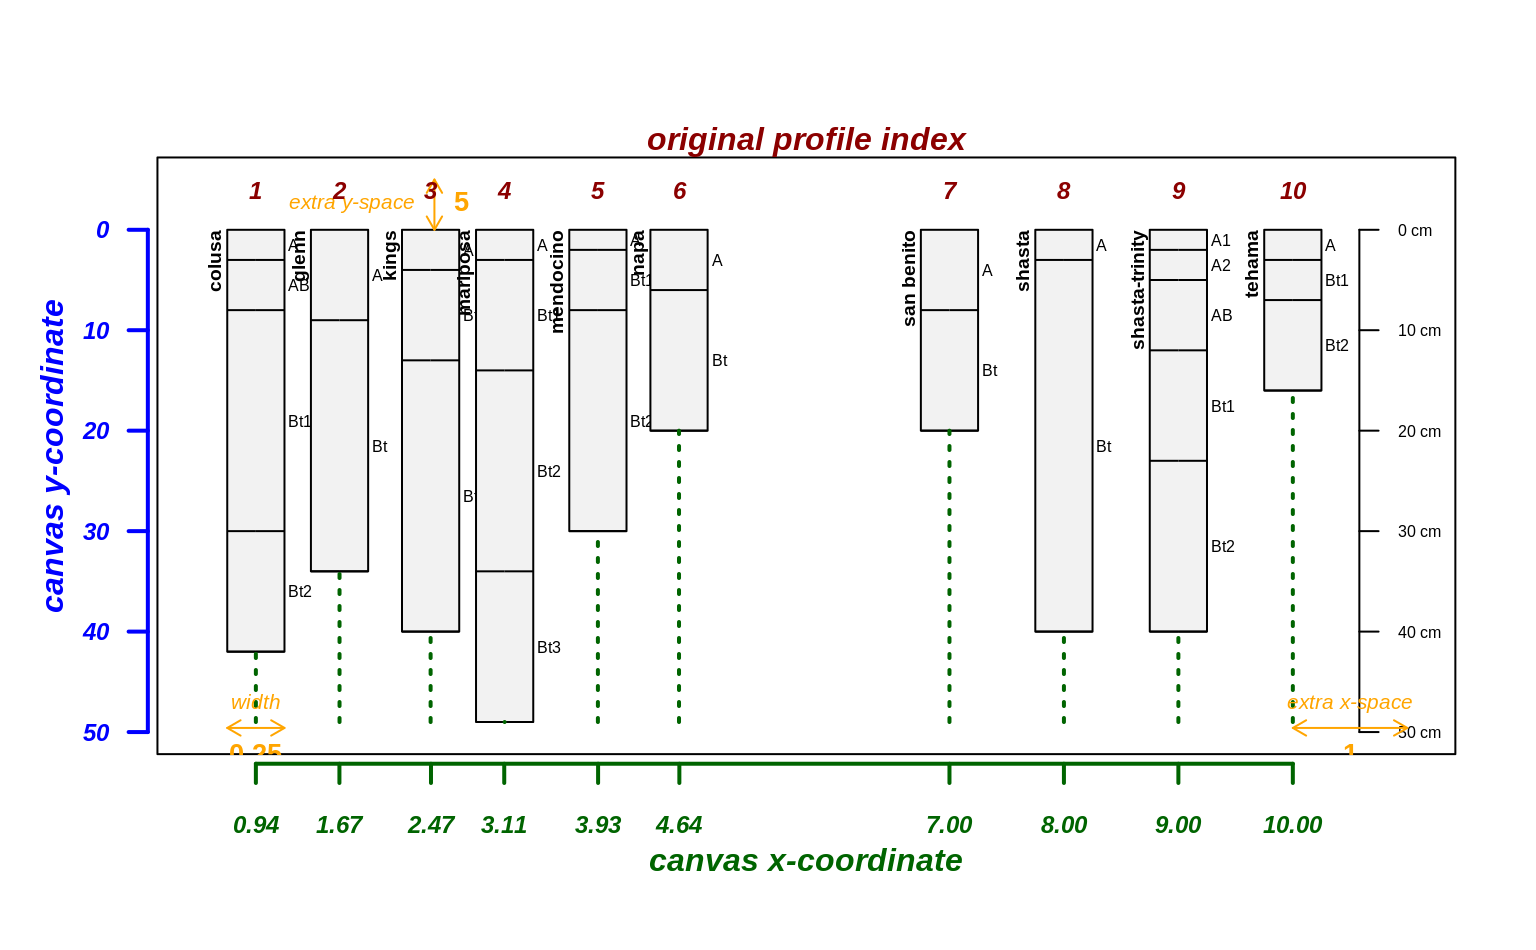 original profile index
1 2 3 4 5 6 7 8 9 10
extra y-space 5
canvas y-coordinate
0
10
20
30
40
50
colusa
A
AB
Bt1
Bt2
glenn
A
Bt
kings
mariposa
A
Bt2
Bt3
mendocino
Bt1
Bt2
napa
A
Bt
san benito
A
Bt
shasta
A
Bt
shasta-trinity
A1
A2
AB
Bt1
Bt2
tehama
A
Bt1
Bt2
0 cm
10 cm
20 cm
30 cm
40 cm
50 cm
width
0.25
extra x-space
1
0.94 1.67 2.47 3.11 3.93 4.64 7.00 8.00 9.00 10.00
canvas x-coordinate